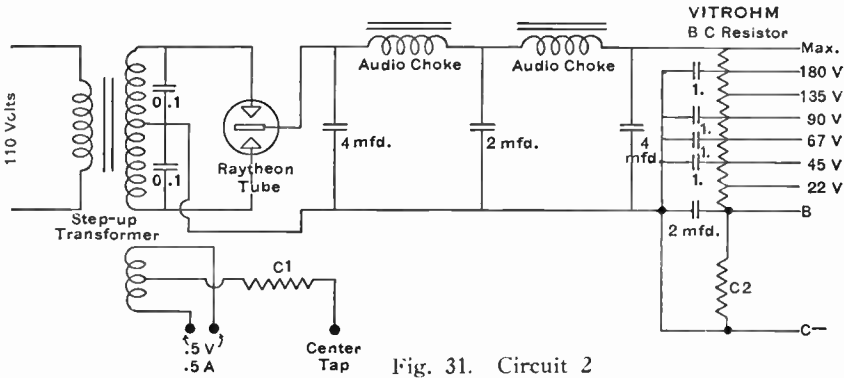 VITROHM
B C Resistor
Max.
180 V
135 V
90 V
67 V
45 V
22 V
B
C–
1.
1.
1.
1.
2 mfd.
C2
Audio Choke
Audio Choke
4 mfd.
2 mfd.
4
mfd
110 Volts
0.1
0.1
Raytheon
Tube
Step-up
Transformer
C1
.5 V
.5 A
Center
Tap
Fig. 31. Circuit 2